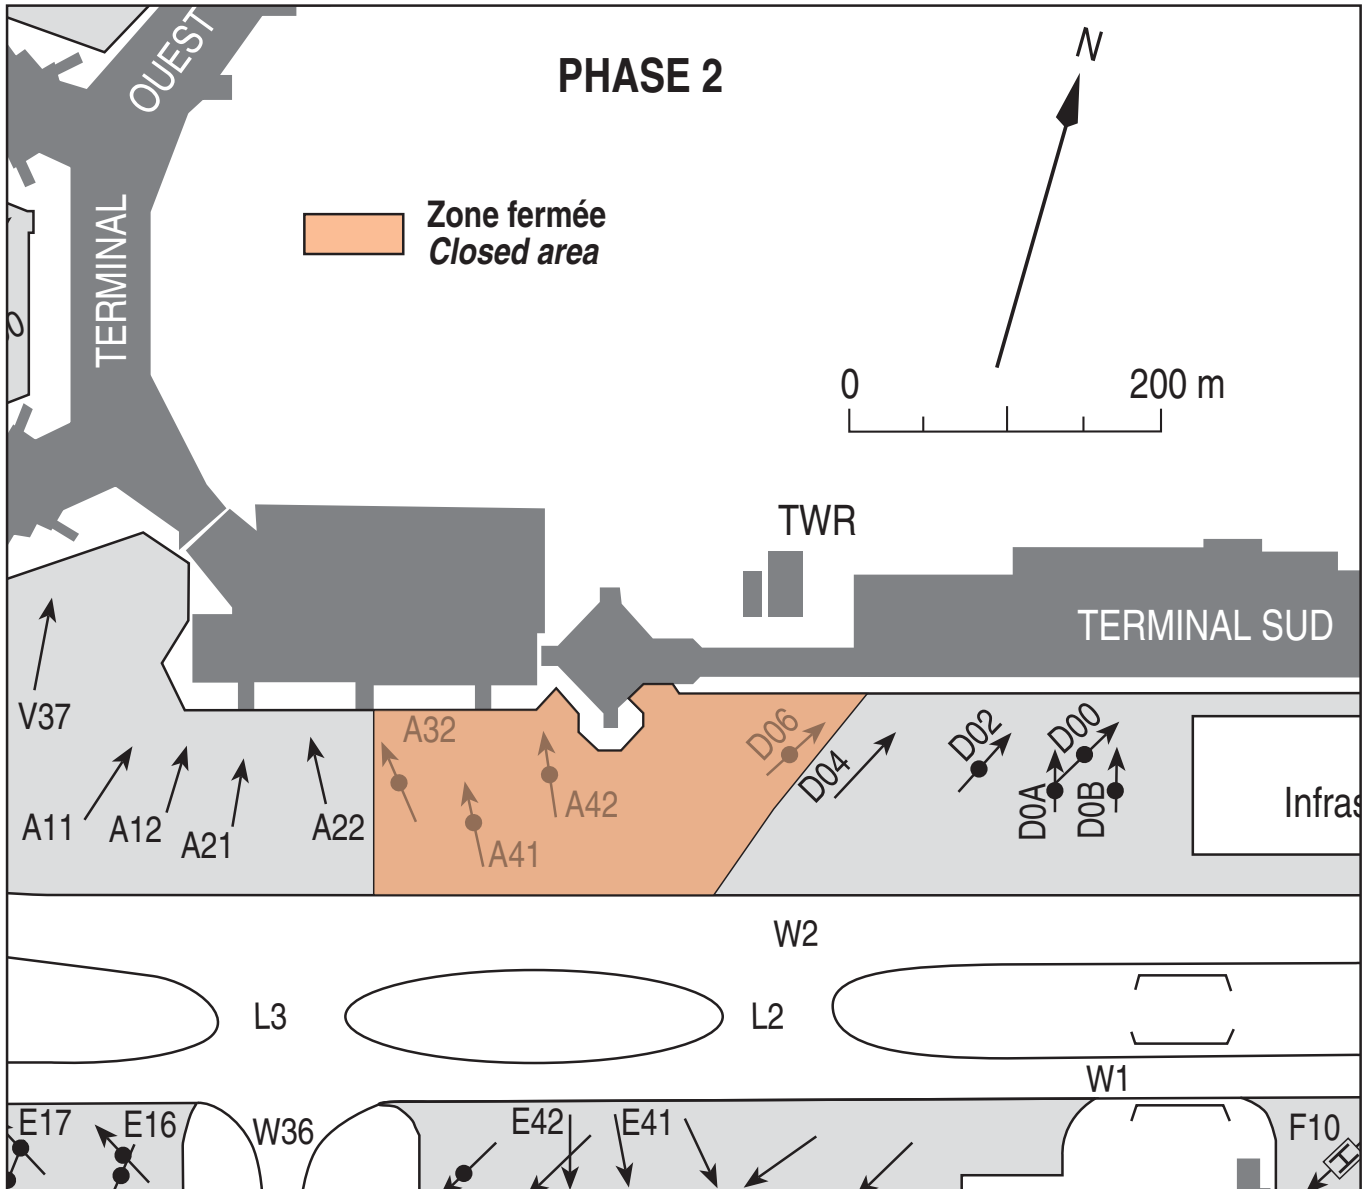 OUEST
PHASE 2
N
TERMINAL
Zone fermée
Closed area
0 200 m
TWR
TERMINAL SUD
V37
A32
D06
D04
D02
D00
D0A
D0B
A11
A12
A21
A22
A42
A41
Infras
W2
L3
L2
W1
E17
E16
W36
E42
E41
F10